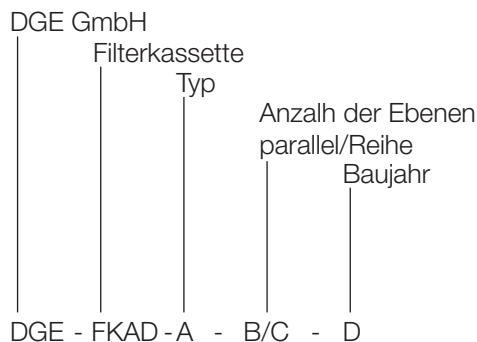 DGE GmbH
Filterkassette
Typ
Anzalh der Ebenen
parallel/Reihe
Baujahr
DGE - FKAD - A - B/C - D